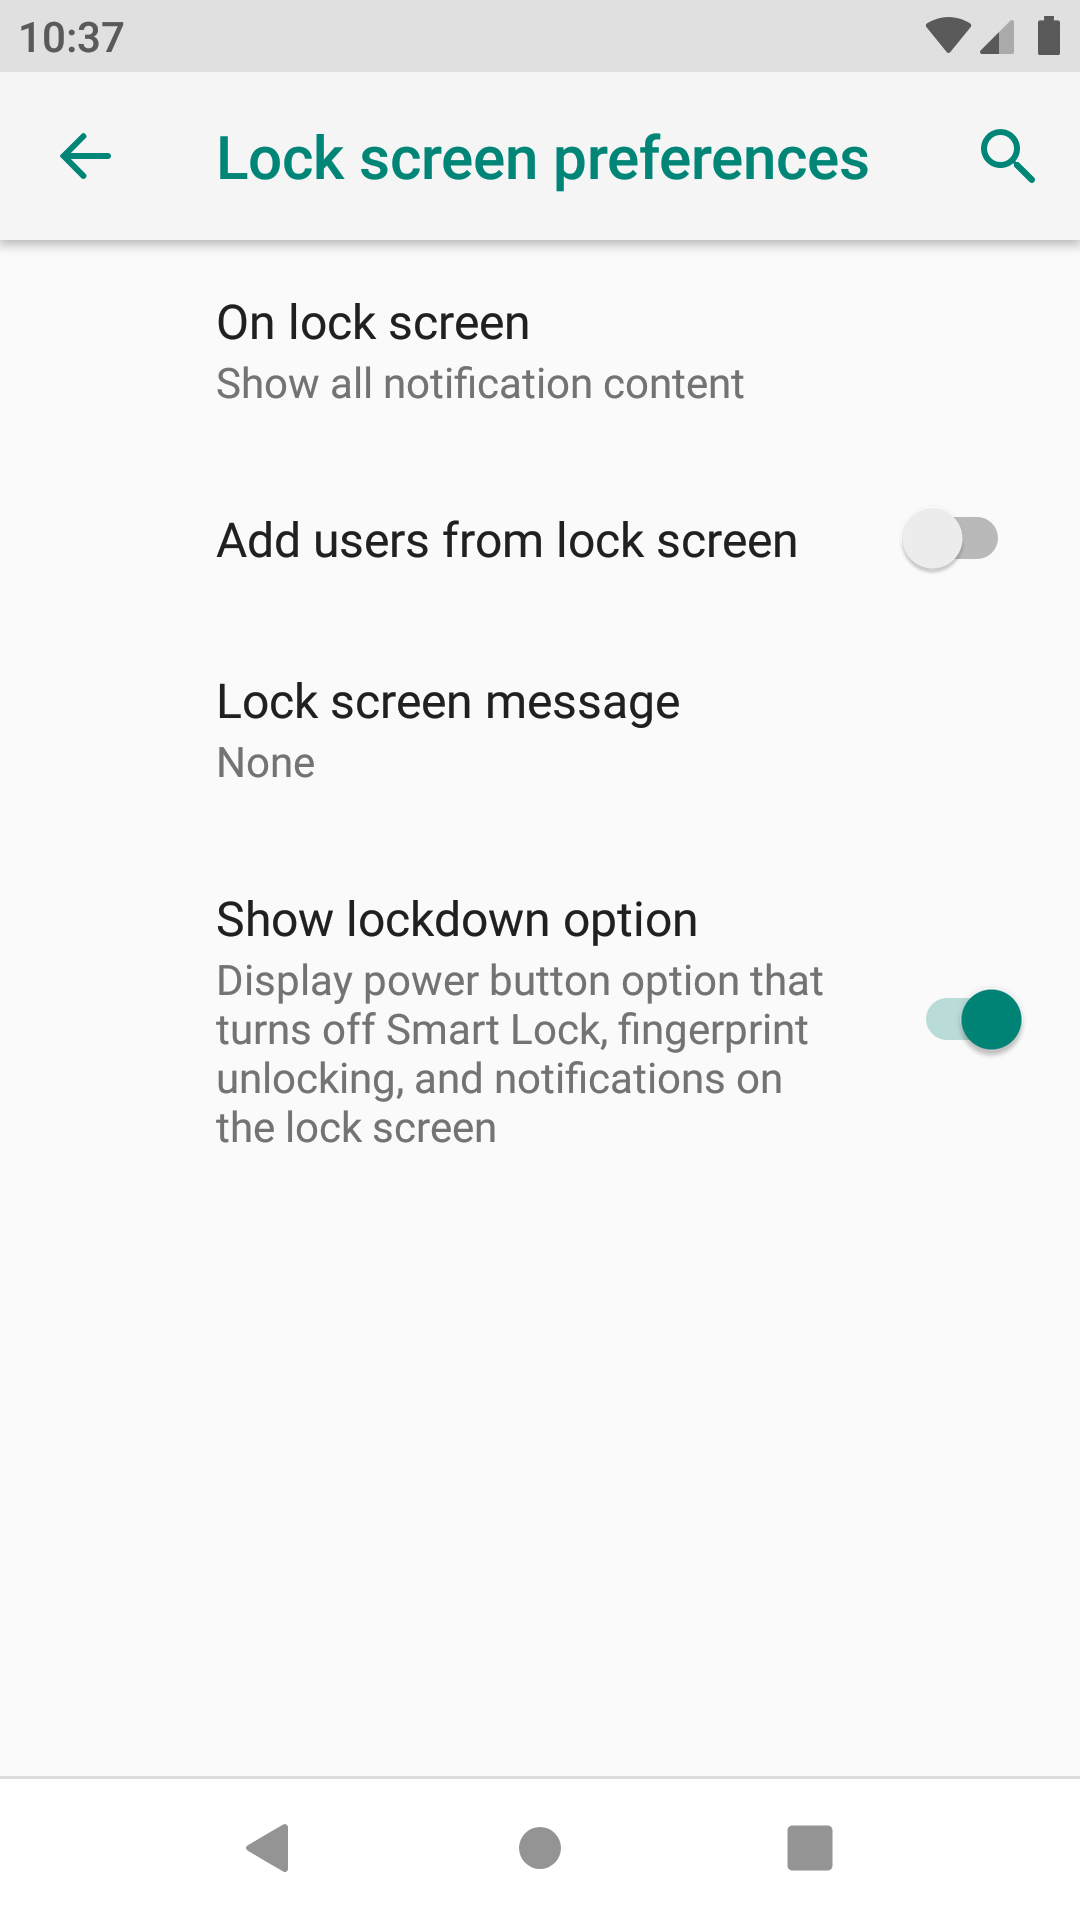 10:37
Lock screen preferences
On lock screen
Show all notification content
Add users from lock screen
Lock screen message
None
Show lockdown option
Display power button option that
turns off Smart Lock, fingerprint
unlocking, and notifications on
the lock screen